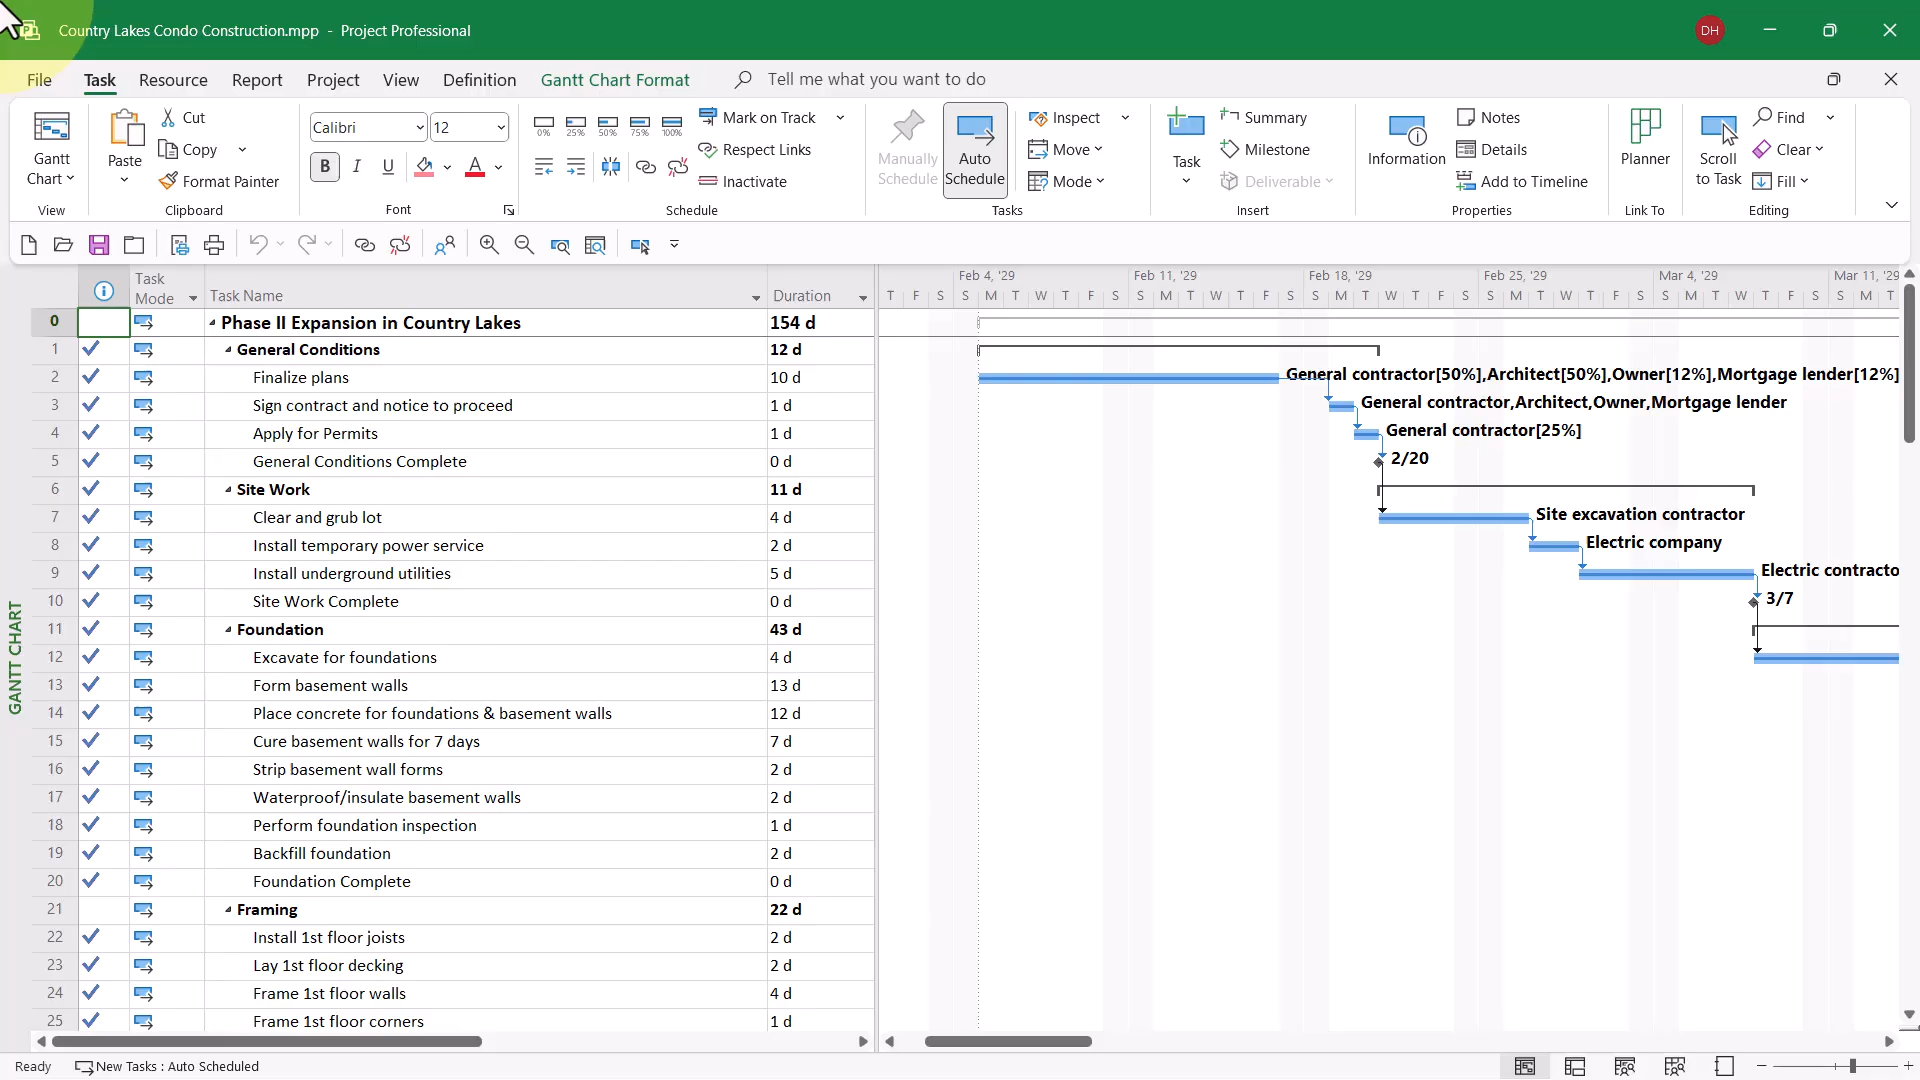 Country Lakes Condo Construction.mpp - Project Professional
DH
File Task Resource Report Project View Definition Gantt Chart Format Tell me what you want to do
Gantt Chart
View
Paste
Cut
Copy
Format Painter
Clipboard
Calibri 12
B I U A
Font
0% 25% 50% 75% 100%
Mark on Track
Respect Links
Inactivate
Schedule
Manually Schedule
Auto Schedule
Inspect
Move
Mode
Tasks
Task
Summary
Milestone
Deliverable
Insert
Information
Notes
Details
Add to Timeline
Properties
Planner
Link To
Scroll to Task
Find
Clear
Fill
Editing
Task Mode Task Name Duration
Feb 4, '29 Feb 11, '29 Feb 18, '29 Feb 25, '29 Mar 4, '29 Mar 11, '29
T F S S M T W T F S S M T W T F S S M T W T F S S M T W T F S S M T W T F S S M T
0 Phase II Expansion in Country Lakes 154 d
1 General Conditions 12 d
2 Finalize plans 10 d General contractor[50%],Architect[50%],Owner[12%],Mortgage lender[12%]
3 Sign contract and notice to proceed 1 d General contractor,Architect,Owner,Mortgage lender
4 Apply for Permits 1 d General contractor[25%]
5 General Conditions Complete 0 d 2/20
6 Site Work 11 d
7 Clear and grub lot 4 d Site excavation contractor
8 Install temporary power service 2 d Electric company
9 Install underground utilities 5 d Electric contracto
10 Site Work Complete 0 d 3/7
11 Foundation 43 d
12 Excavate for foundations 4 d
13 Form basement walls 13 d
14 Place concrete for foundations & basement walls 12 d
15 Cure basement walls for 7 days 7 d
16 Strip basement wall forms 2 d
17 Waterproof/insulate basement walls 2 d
18 Perform foundation inspection 1 d
19 Backfill foundation 2 d
20 Foundation Complete 0 d
21 Framing 22 d
22 Install 1st floor joists 2 d
23 Lay 1st floor decking 2 d
24 Frame 1st floor walls 4 d
25 Frame 1st floor corners 1 d
GANTT CHART
Ready New Tasks : Auto Scheduled